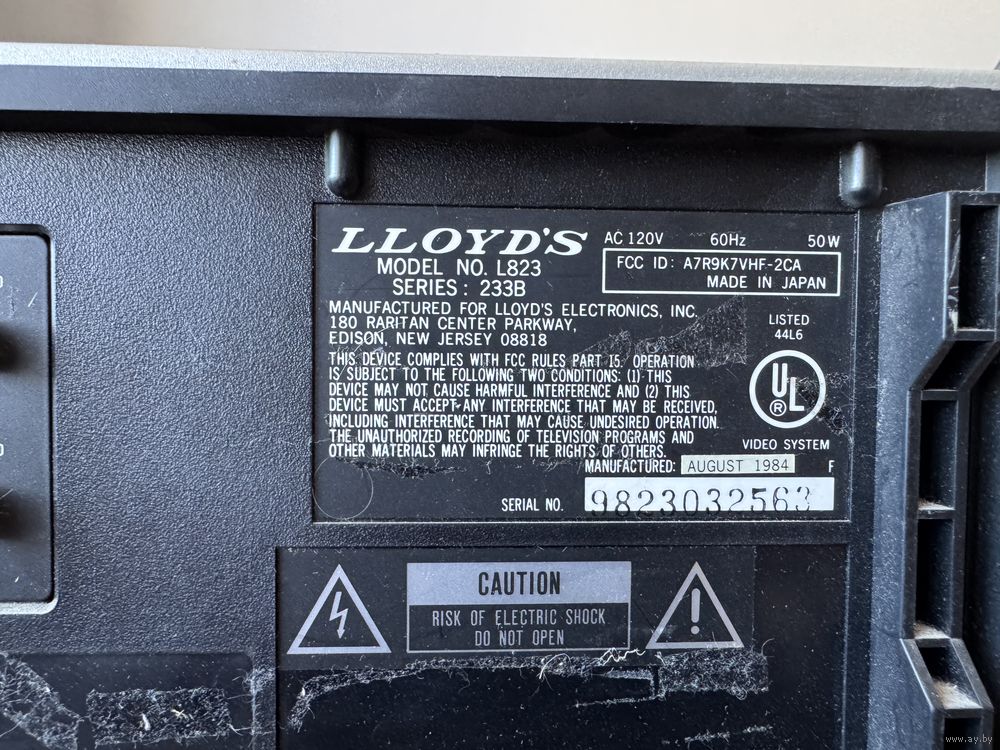 LLOYD'S
MODEL NO. L823
SERIES: 233B
AC 120V 60Hz 50W
FCC ID: A7R9K7VHF-2CA
MADE IN JAPAN
MANUFACTURED FOR LLOYD'S ELECTRONICS, INC.
180 RARITAN CENTER PARKWAY,
EDISON, NEW JERSEY 08818
THIS DEVICE COMPLIES WITH FCC RULES PART 15. OPERATION
IS SUBJECT TO THE FOLLOWING TWO CONDITIONS: (1) THIS
DEVICE MAY NOT CAUSE HARMFUL INTERFERENCE AND (2) THIS
DEVICE MUST ACCEPT ANY INTERFERENCE THAT MAY BE RECEIVED,
INCLUDING INTERFERENCE THAT MAY CAUSE UNDESIRED OPERATION.
THE UNAUTHORIZED RECORDING OF TELEVISION PROGRAMS AND
OTHER MATERIALS MAY INFRINGE THE RIGHTS OF OTHERS.
LISTED
44L6
UL
®
VIDEO SYSTEM
MANUFACTURED: AUGUST 1984 F
SERIAL NO. 9823032563
CAUTION
RISK OF ELECTRIC SHOCK
DO NOT OPEN
www.ay.by